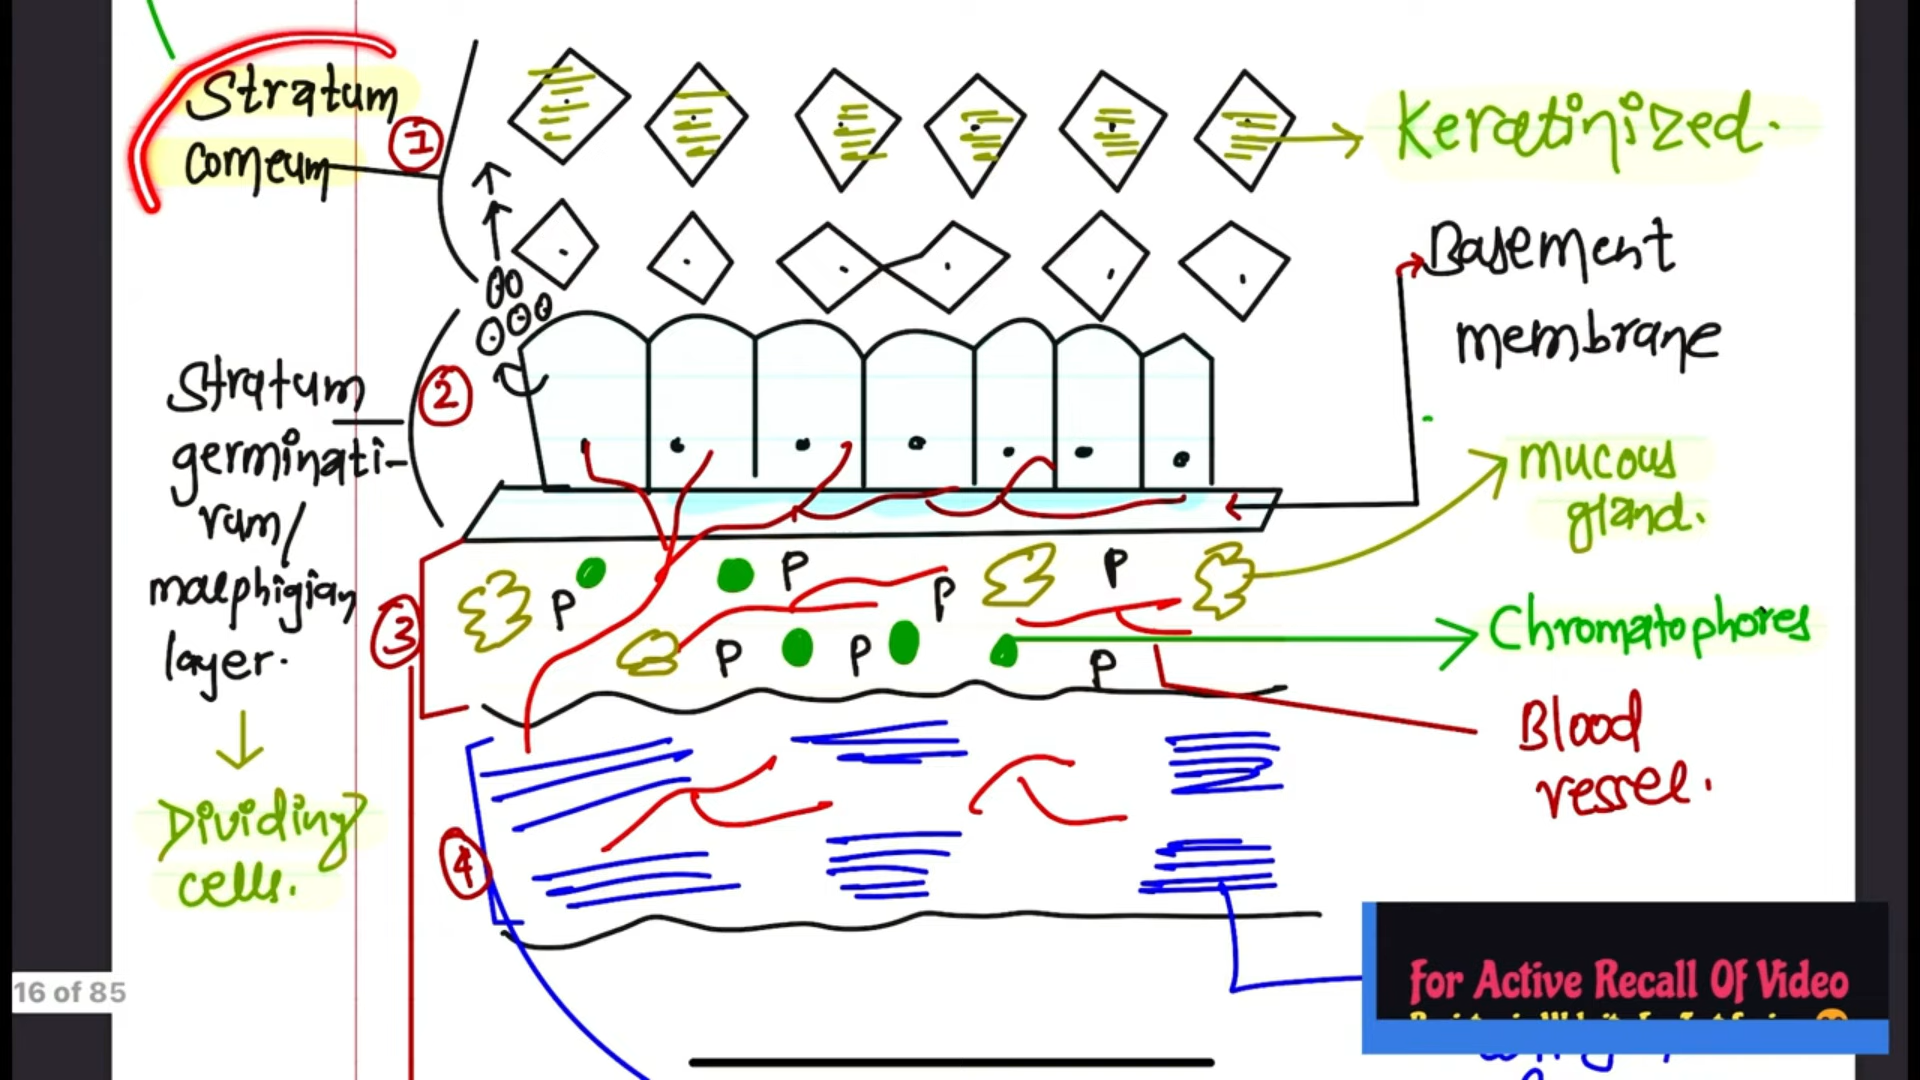 Stratum
Corneum
1
Keratinized.
Basement
membrane
Stratum
germinati-
rum/
malphigian
layer.
2
Mucous
gland.
3
P
P
P
P
P
P
P
Chromatophores
Blood
vessel.
Dividing
cells.
4
16 of 85
For Active Recall Of Video